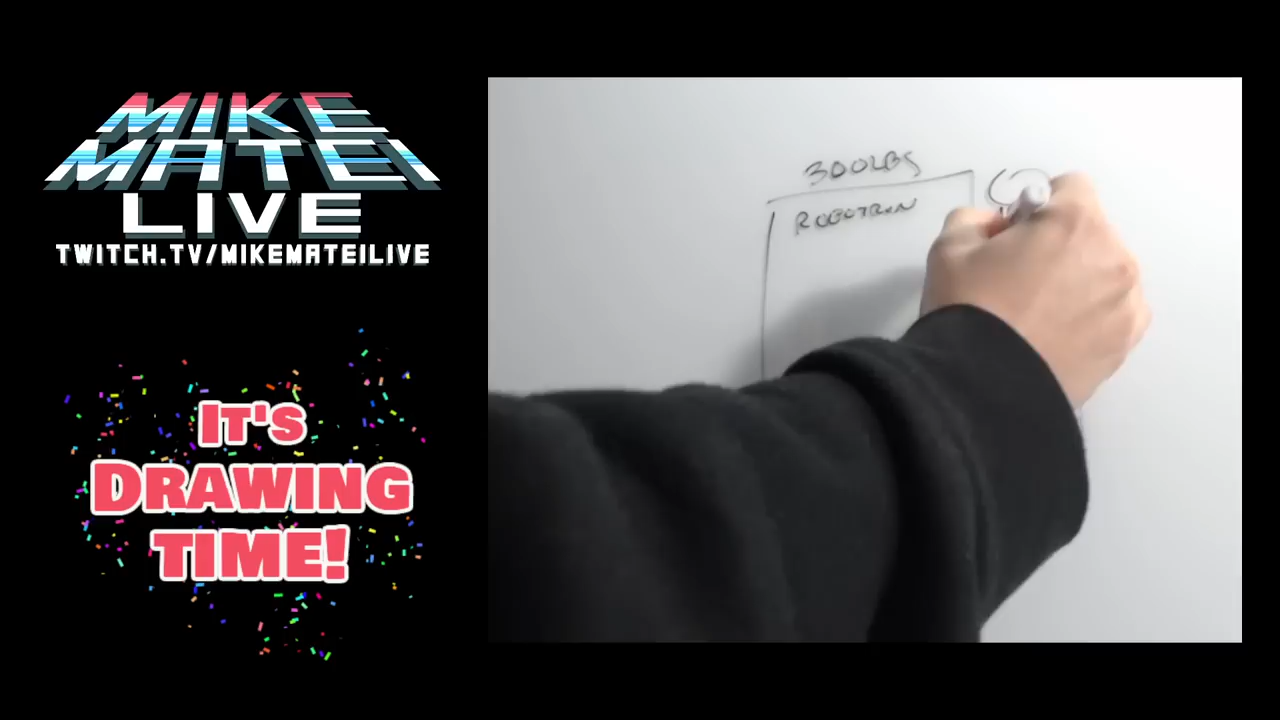 MIKE
MATEI
LIVE
TWITCH.TV/MIKEMATEILIVE
IT'S
DRAWING
TIME!
300LBS
ROBOTRON